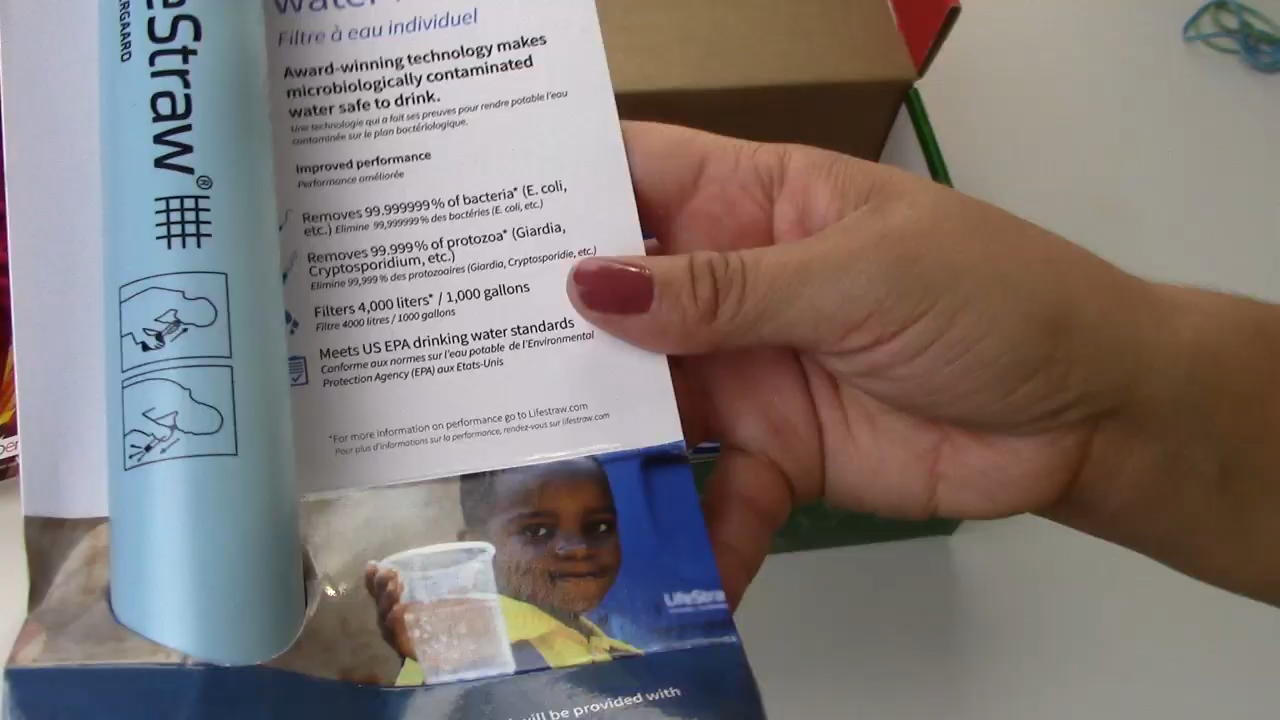 eStraw®
ERGAARD
water
Filtre à eau individuel
Award-winning technology makes
microbiologically contaminated
water safe to drink.
Une technologie qui a fait ses preuves pour rendre potable l'eau
contaminée sur le plan bactériologique.
Improved performance
Performance améliorée
Removes 99.999999% of bacteria* (E. coli,
etc.) Elimine 99,999999% des bactéries (E. coli, etc.)
Removes 99.999% of protozoa* (Giardia,
Cryptosporidium, etc.)
Elimine 99,999% des protozoaires (Giardia, Cryptosporidie, etc.)
Filters 4,000 liters* / 1,000 gallons
Filtre 4000 litres / 1000 gallons
Meets US EPA drinking water standards
Conforme aux normes sur l'eau potable de l'Environmental
Protection Agency (EPA) aux Etats-Unis
*For more information on performance go to Lifestraw.com
Pour plus d'informations sur la performance, rendez-vous sur lifestraw.com
LifeStraw
will be provided with